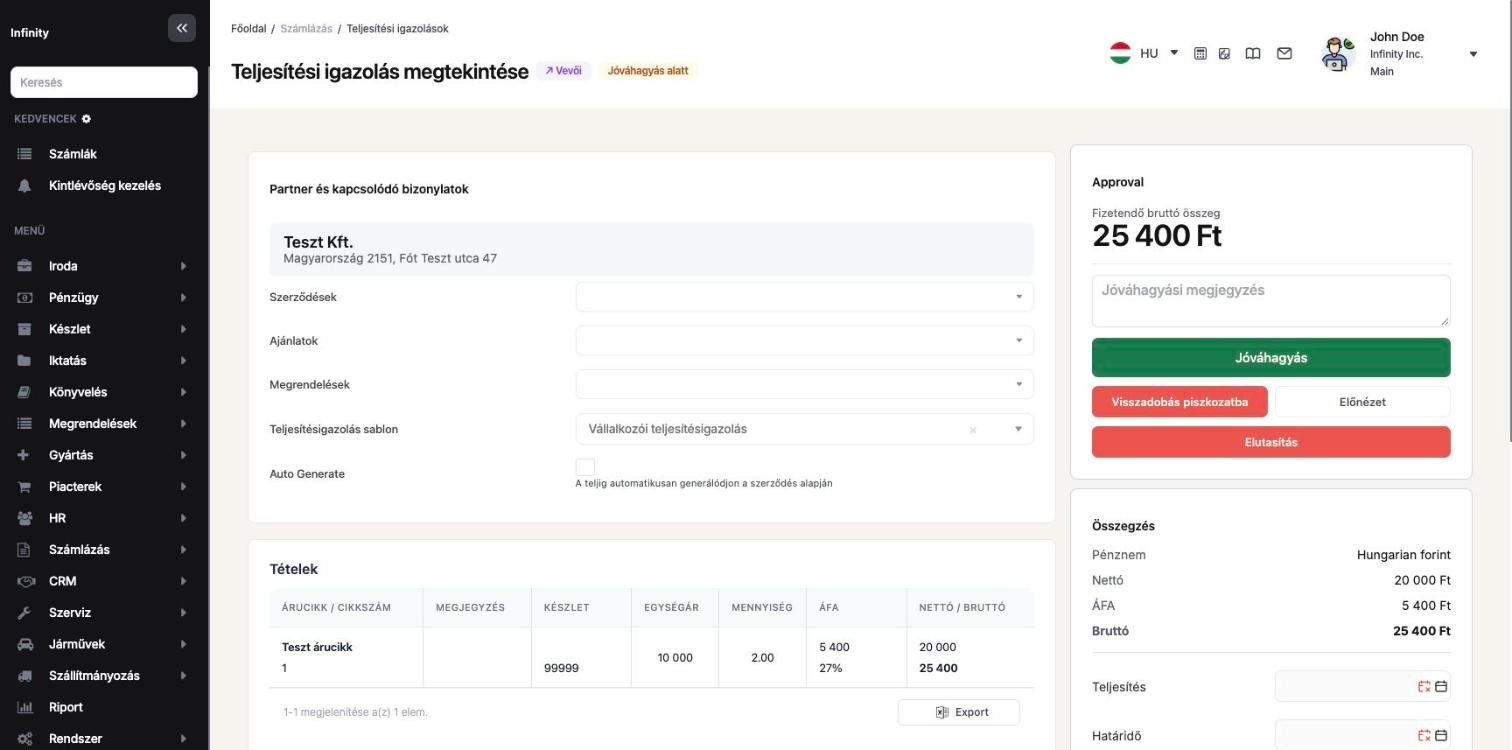 Infinity
Keresés
KEDVENCEK
Számlák
Kintlévőség kezelés
MENÜ
Iroda
Pénzügy
Készlet
Iktatás
Könyvelés
Megrendelések
Gyártás
Piacterek
HR
Számlázás
CRM
Szerviz
Járművek
Szállítmányozás
Riport
Rendszer
Főoldal / Számlázás / Teljesítési igazolások
Teljesítési igazolás megtekintése
Vevői
Jóváhagyás alatt
HU
John Doe
Infinity Inc.
Main
Partner és kapcsolódó bizonylatok
Teszt Kft.
Magyarország 2151, Fót Teszt utca 47
Szerződések
Ajánlatok
Megrendelések
Teljesítésigazolás sablon
Vállalkozói teljesítésigazolás
Auto Generate
A teljig automatikusan generálódjon a szerződés alapján
Tételek
ÁRUCIKK / CIKKSZÁM MEGJEGYZÉS KÉSZLET EGYSÉGÁR MENNYISÉG ÁFA NETTÓ / BRUTTÓ
Teszt árucikk 5 400 20 000
10 000 2.00
1 99999 27% 25 400
1-1 megjelenítése a(z) 1 elem.
Export
Approval
Fizetendő bruttó összeg
25 400 Ft
Jóváhagyási megjegyzés
Jóváhagyás
Visszadobás piszkozatba
Előnézet
Elutasítás
Összegzés
Pénznem Hungarian forint
Nettó 20 000 Ft
ÁFA 5 400 Ft
Bruttó 25 400 Ft
Teljesítés
Határidő